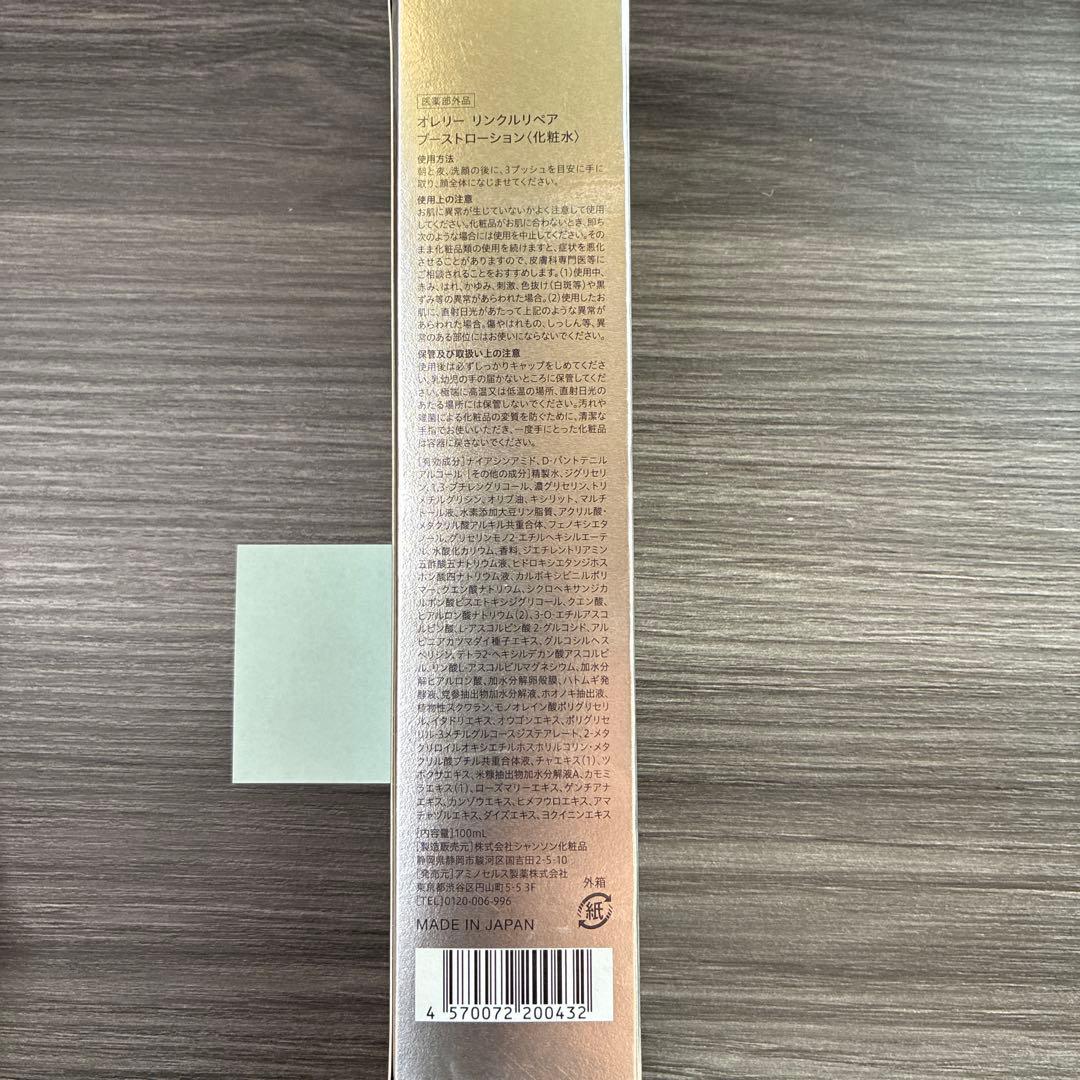 医薬部外品
オレリー リンクルリペア
ブーストローション〈化粧水〉
使用方法
朝と夜、洗顔の後に、3プッシュを目安に手に
取り、顔全体になじませてください。
使用上の注意
お肌に異常が生じていないかよく注意して使用
してください。化粧品がお肌に合わないとき、即ち
次のような場合には使用を中止してください。その
まま化粧品類の使用を続けますと、症状を悪化
させることがありますので、皮膚科専門医等に
ご相談されることをおすすめします。(1)使用中、
赤み、はれ、かゆみ、刺激、色抜け(白斑等)や黒
ずみ等の異常があらわれた場合。(2)使用したお
肌に、直射日光があたって上記のような異常が
あらわれた場合。傷やはれもの、しっしん等、異
常のある部位にはお使いにならないでください。
保管及び取扱い上の注意
使用後は必ずしっかりキャップをしめてくださ
い。乳幼児の手の届かないところに保管してくだ
さい。極端に高温又は低温の場所、直射日光の
あたる場所には保管しないでください。汚れや
雑菌による化粧品の変質を防ぐために、清潔な
手指でお使いいただき、一度手にとった化粧品
は容器に戻さないでください。
[有効成分]ナイアシンアミド、D-パントテニル
アルコール [その他の成分]精製水、ジグリセリ
ン、1,3-ブチレングリコール、濃グリセリン、トリ
メチルグリシン、オリブ油、キシリット、マルチ
トール液、水素添加大豆リン脂質、アクリル酸・
メタクリル酸アルキル共重合体、フェノキシエタ
ノール、グリセリンモノ2-エチルヘキシルエーテ
ル、水酸化カリウム、香料、ジエチレントリアミン
五酢酸五ナトリウム液、ヒドロキシエタンジホス
ホン酸四ナトリウム液、カルボキシビニルポリ
マー、クエン酸ナトリウム、シクロヘキサンジカ
ルボン酸ビスエトキシジグリコール、クエン酸、
ヒアルロン酸ナトリウム(2)、3-O-エチルアスコ
ルビン酸、L-アスコルビン酸 2-グルコシド、アル
ピニアカツマダイ種子エキス、グルコシルヘス
ペリジン、テトラ2-ヘキシルデカン酸アスコルビ
ル、リン酸L-アスコルビルマグネシウム、加水分
解ヒアルロン酸、加水分解卵殻膜、ハトムギ発
酵液、党参抽出物加水分解液、ホオノキ抽出液、
植物性スクワラン、モノオレイン酸ポリグリセリ
ル、イタドリエキス、オウゴンエキス、ポリグリセ
リル-3メチルグルコースジステアレート、2-メタ
クリロイルオキシエチルホスホリルコリン・メタ
クリル酸ブチル共重合体液、チャエキス(1)、ツ
ボクサエキス、米糠抽出物加水分解液A、カモミ
ラエキス(1)、ローズマリーエキス、ゲンチアナ
エキス、カンゾウエキス、ヒメフウロエキス、アマ
チャヅルエキス、ダイズエキス、ヨクイニンエキス
[内容量]100mL
[製造販売元]株式会社シャンソン化粧品
静岡県静岡市駿河区国吉田2-5-10
[発売元]アミノセルス製薬株式会社
東京都渋谷区円山町5-5 3F
[TEL]0120-006-996
外箱
紙
MADE IN JAPAN
4 570072 200432